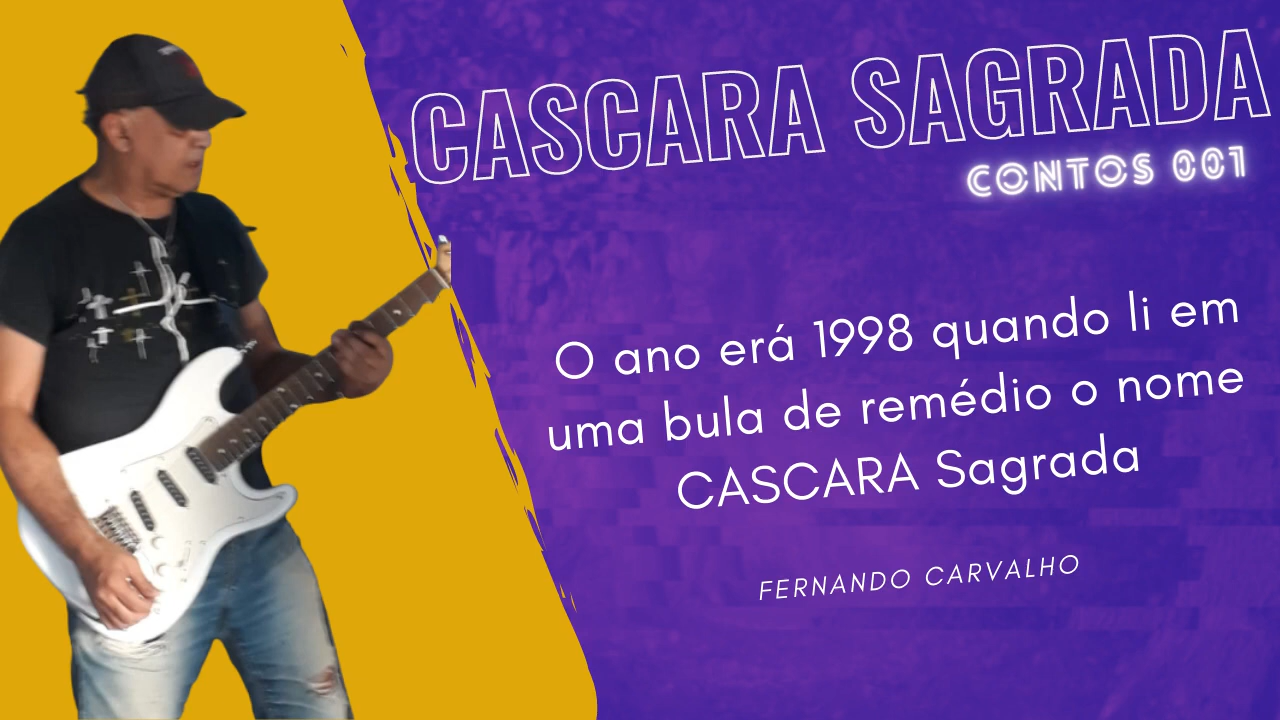 CASCARA SAGRADA
CONTOS 001
O ano erá 1998 quando li em
uma bula de remédio o nome
CASCARA Sagrada
FERNANDO CARVALHO